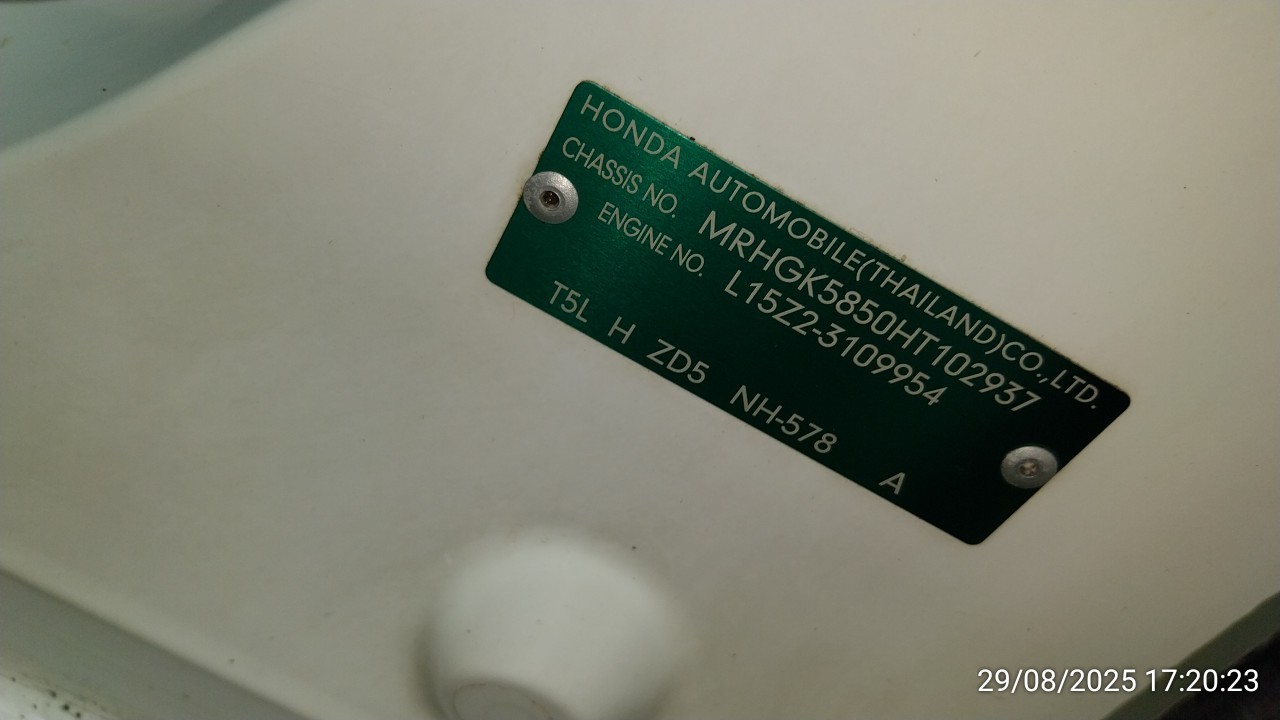 HONDA AUTOMOBILE(THAILAND)CO.,LTD.
CHASSIS NO. MRHGK5850HT102937
ENGINE NO. L15Z2-3109954
T5L H ZD5 NH-578 A
29/08/2025 17:20:23